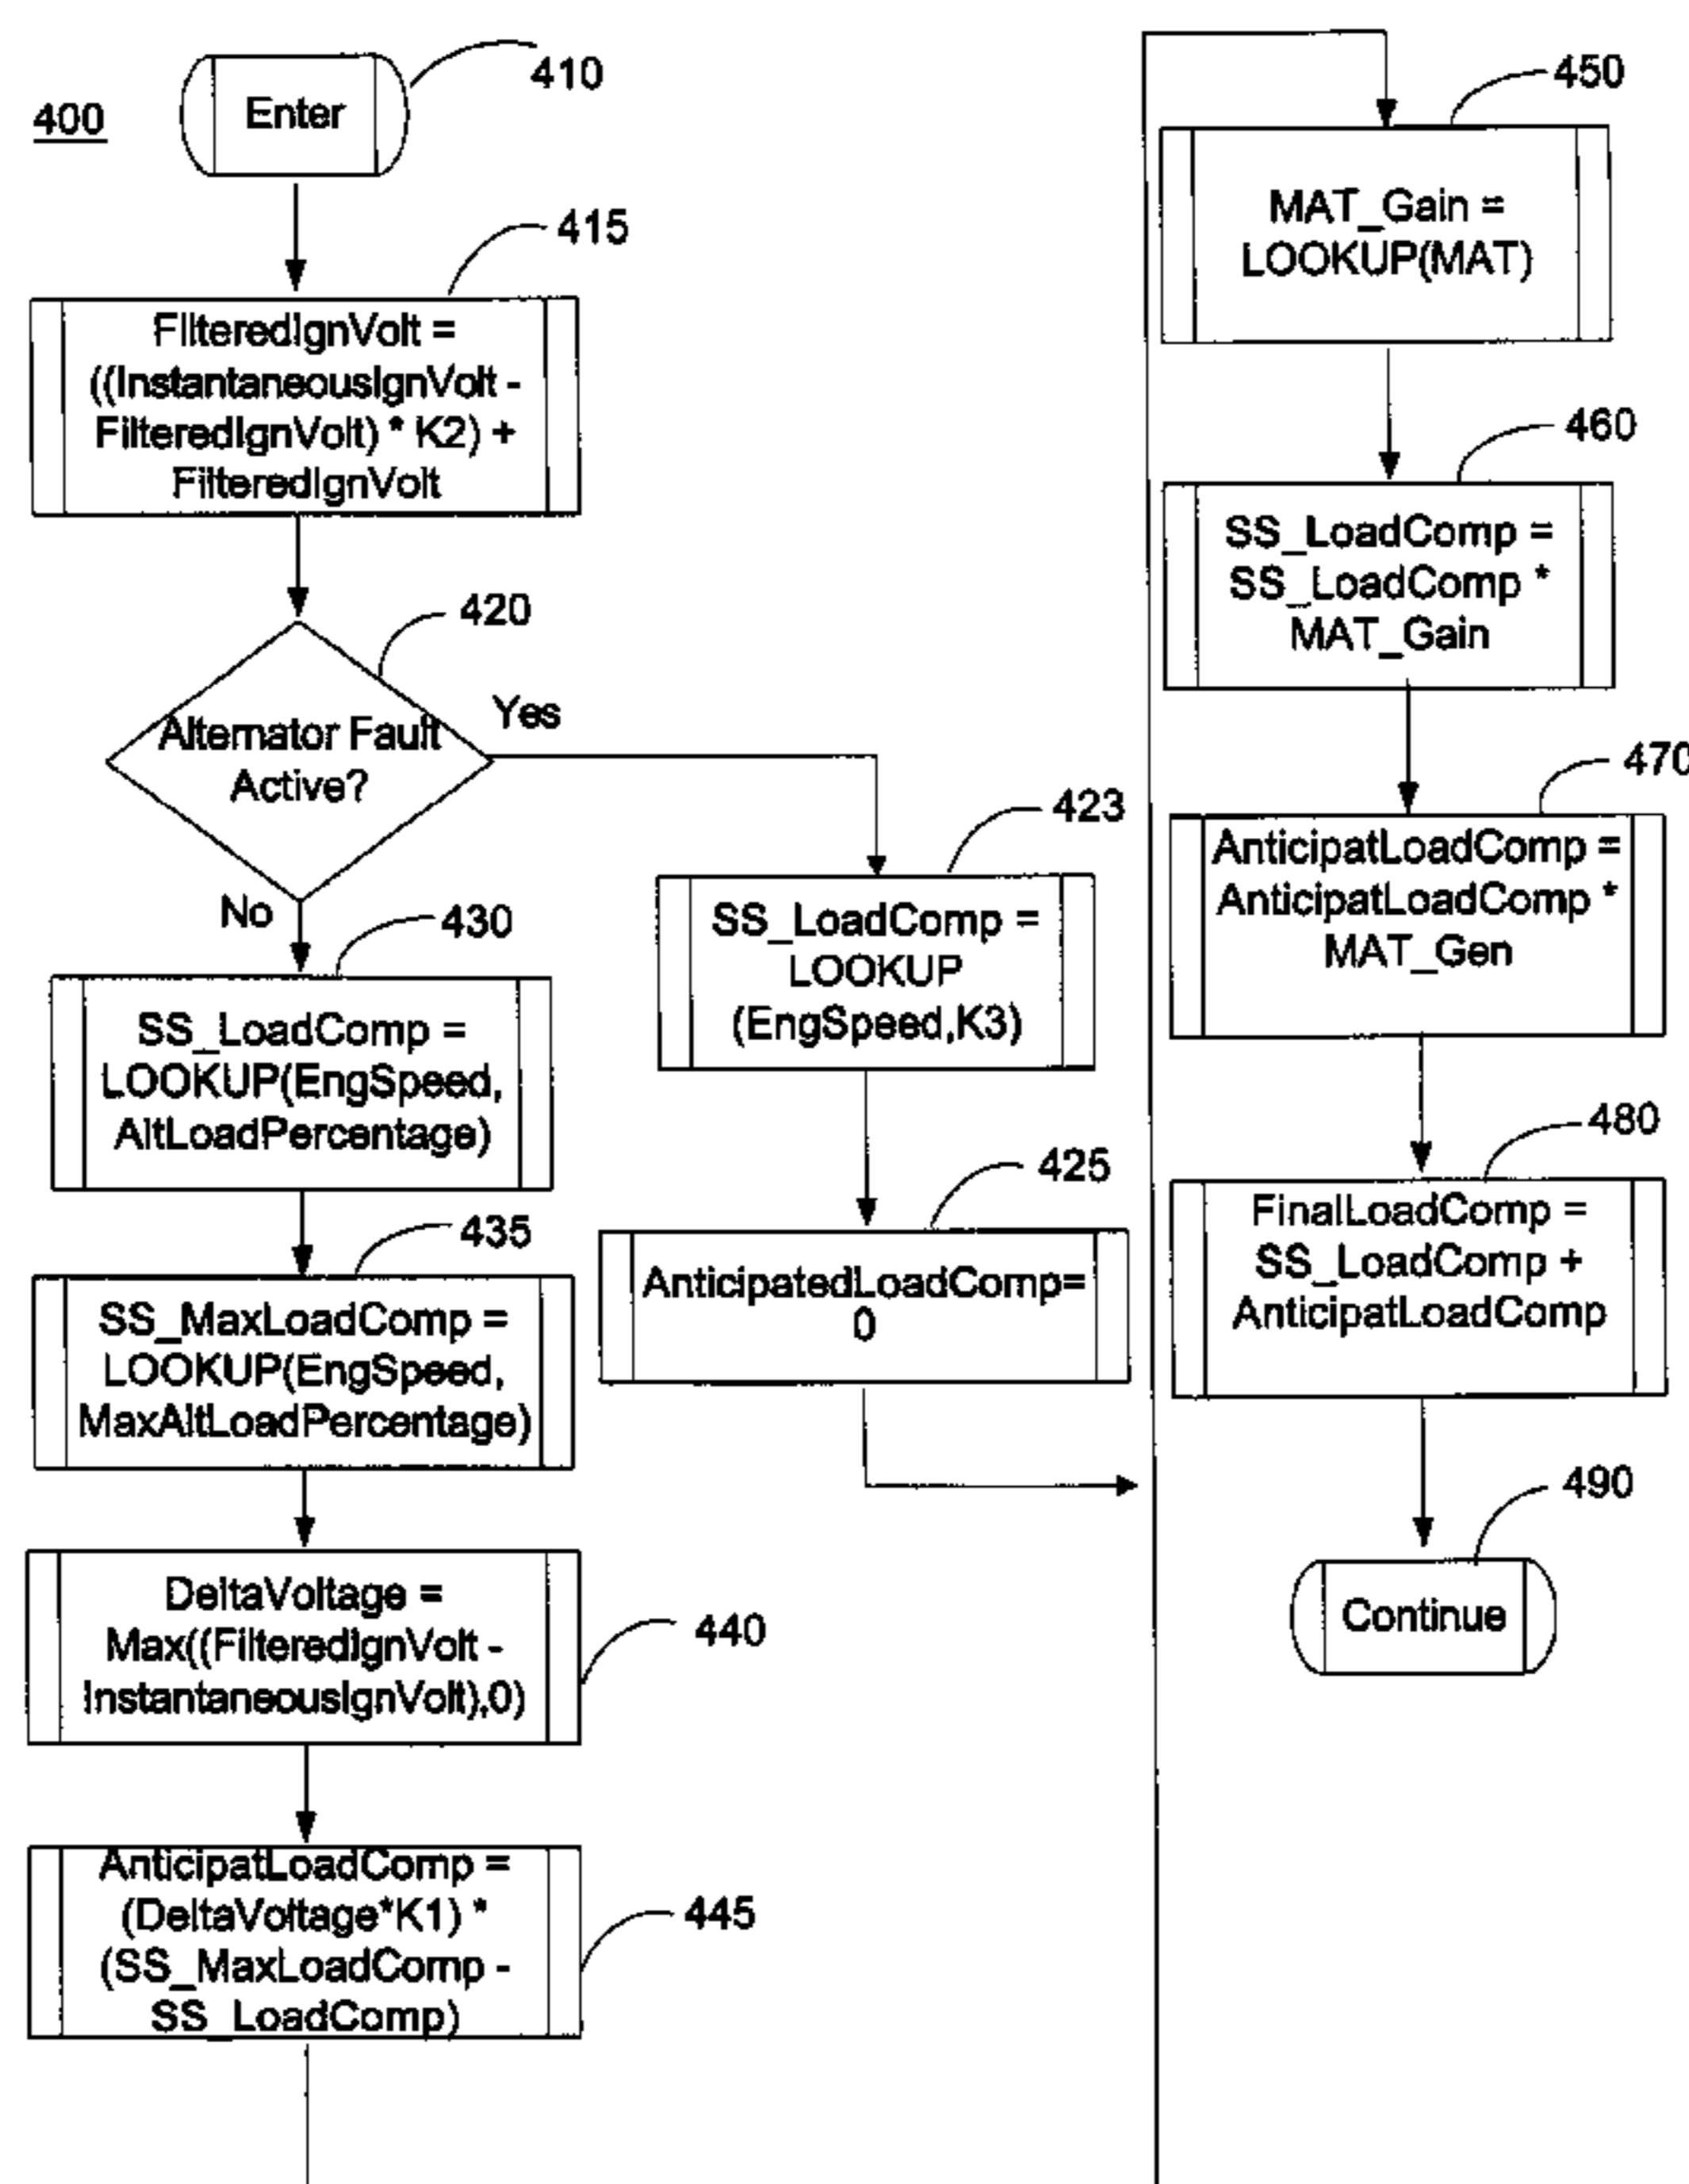 400
Enter
410
415
FilteredIgnVolt =
((InstantaneousIgnVolt -
FilteredIgnVolt) * K2) +
FilteredIgnVolt
420
Alternator Fault
Active?
Yes
No
423
SS_LoadComp =
LOOKUP
(EngSpeed,K3)
425
AnticipatedLoadComp=
0
430
SS_LoadComp =
LOOKUP(EngSpeed,
AltLoadPercentage)
435
SS_MaxLoadComp =
LOOKUP(EngSpeed,
MaxAltLoadPercentage)
440
DeltaVoltage =
Max((FilteredIgnVolt -
InstantaneousIgnVolt),0)
445
AnticipatLoadComp =
(DeltaVoltage*K1) *
(SS_MaxLoadComp -
SS_LoadComp)
450
MAT_Gain =
LOOKUP(MAT)
460
SS_LoadComp =
SS_LoadComp *
MAT_Gain
470
AnticipatLoadComp =
AnticipatLoadComp *
MAT_Gen
480
FinalLoadComp =
SS_LoadComp +
AnticipatLoadComp
490
Continue